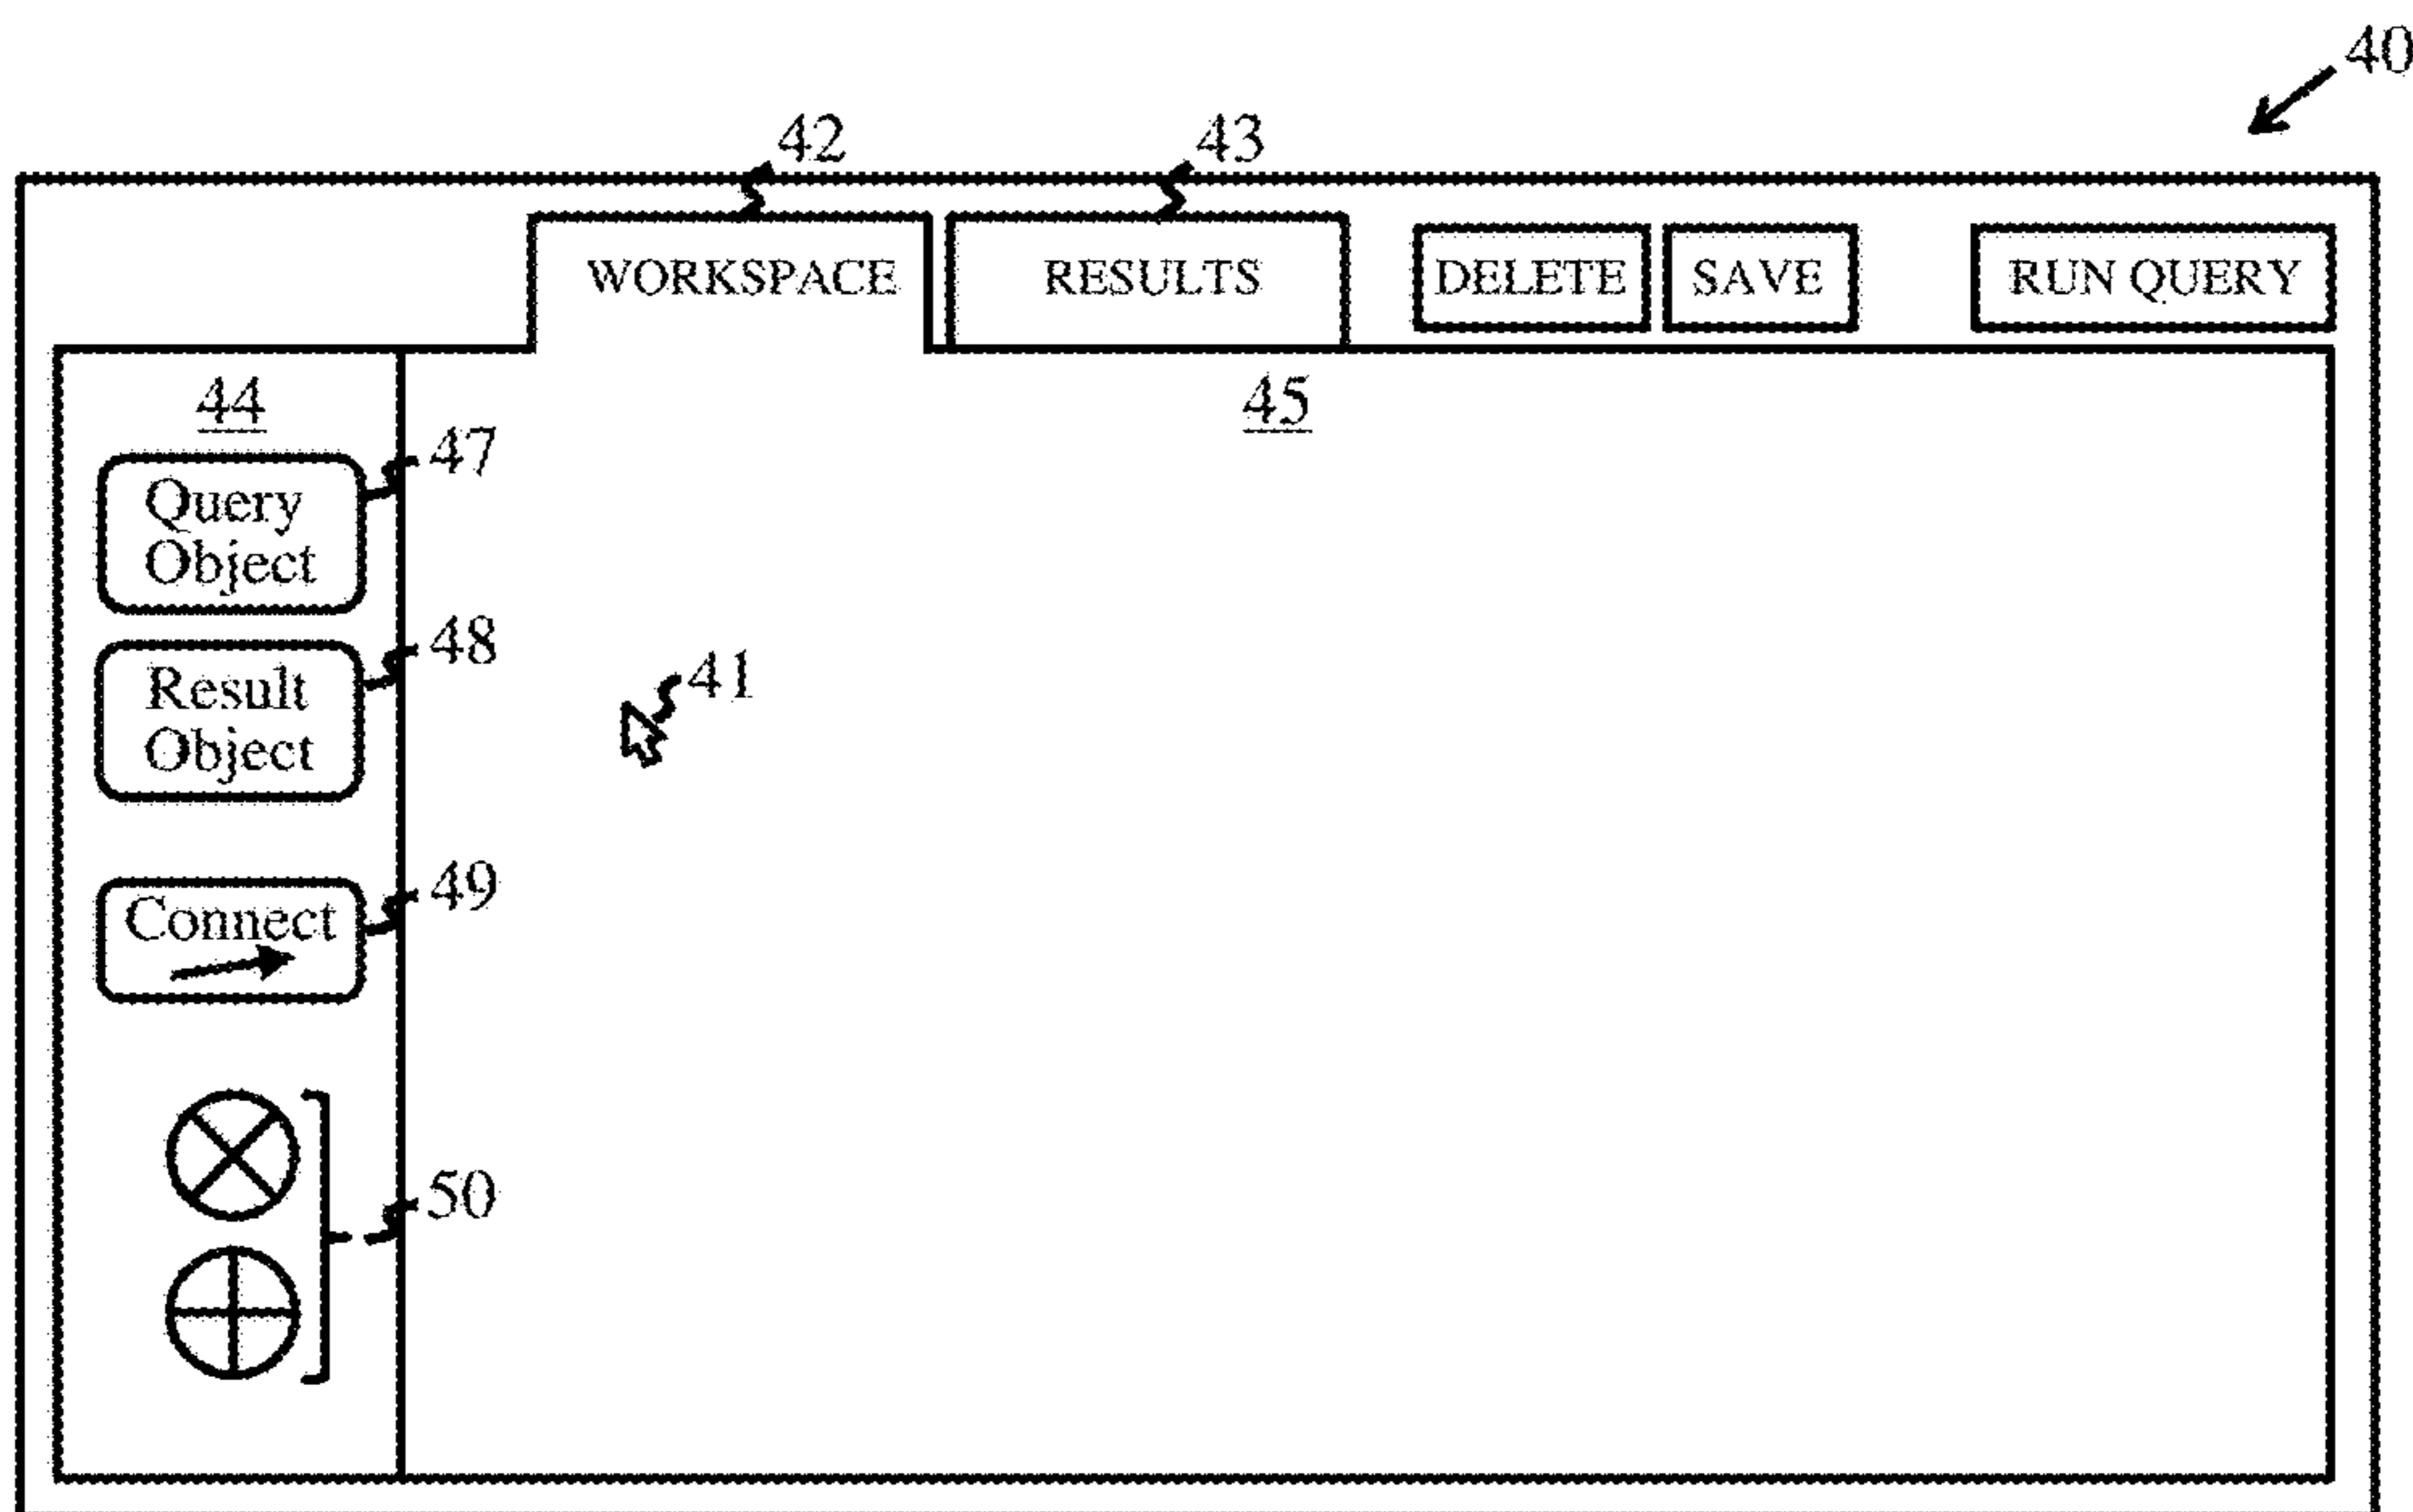 40
42 43
WORKSPACE RESULTS DELETE SAVE RUN QUERY
44 45
47
Query
Object
48
Result
Object
41
49
Connect
50